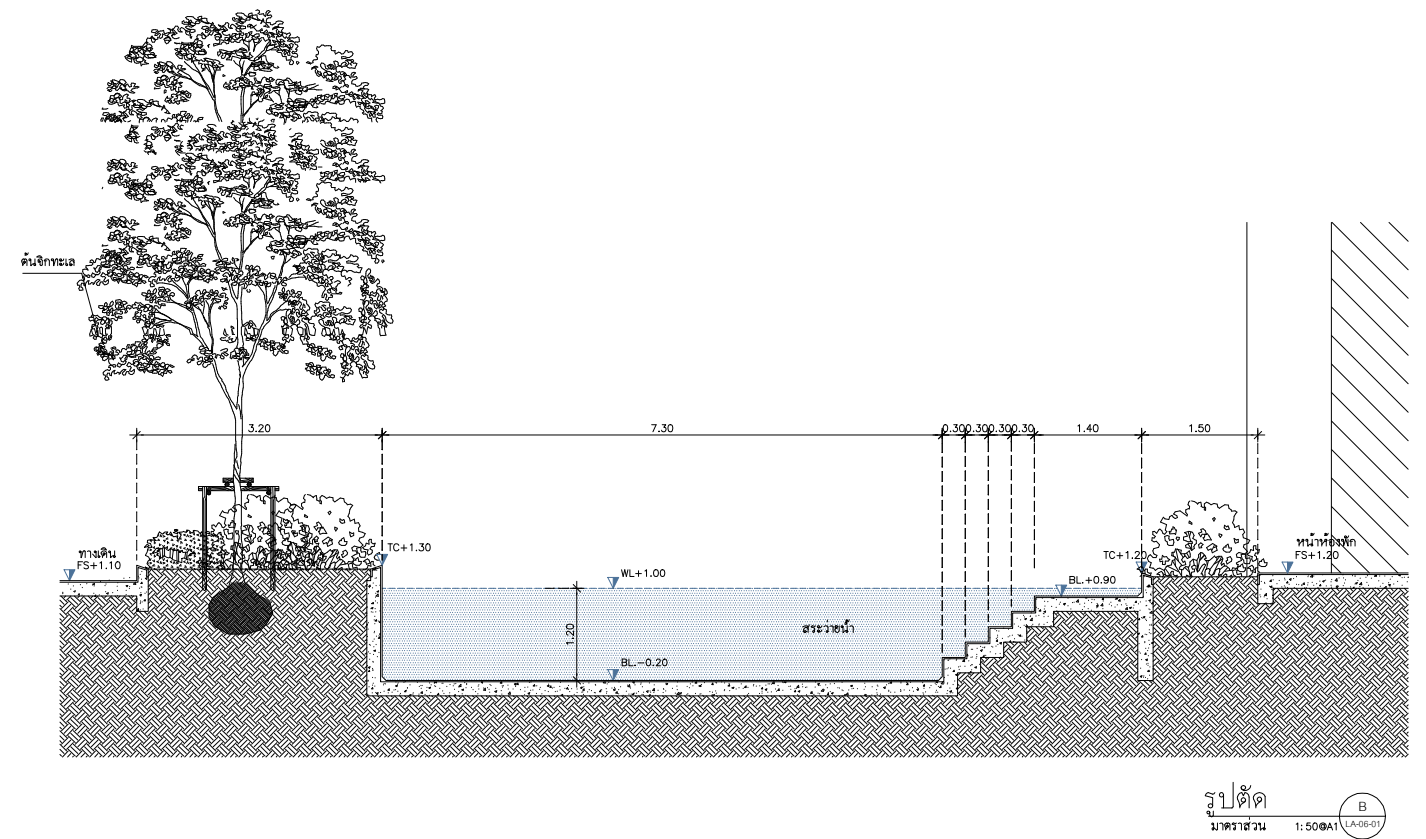 ต้นจิกทะเล
3.20
7.30
0.30
0.30
0.30
0.30
1.40
1.50
ทางเดิน
FS+1.10
TC+1.30
WL+1.00
TC+1.20
BL.+0.90
หน้าห้องพัก
FS+1.20
1.20
สระว่ายน้ำ
BL.-0.20
รูปตัด
มาตราส่วน 1:50@A1
B
LA-06-01